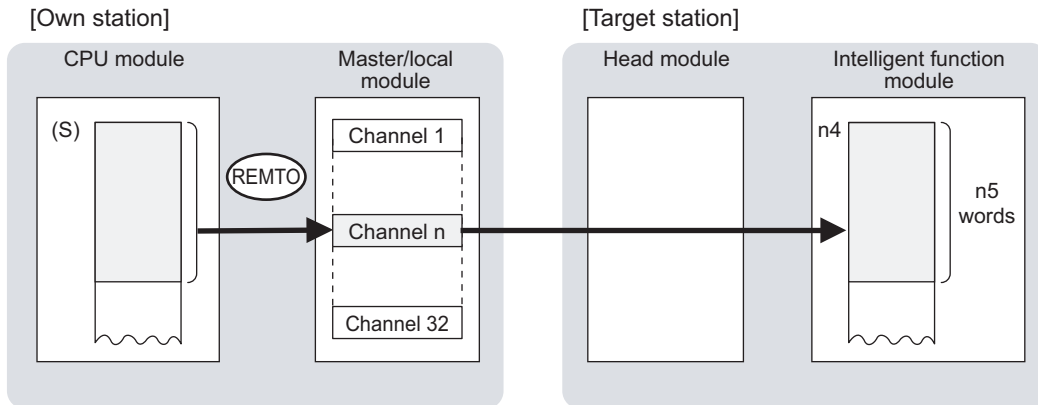 [Own station]
[Target station]
CPU module
Master/local
module
Head module
Intelligent function
module
(S)
Channel 1
n4
REMTO
n5
words
Channel n
Channel 32